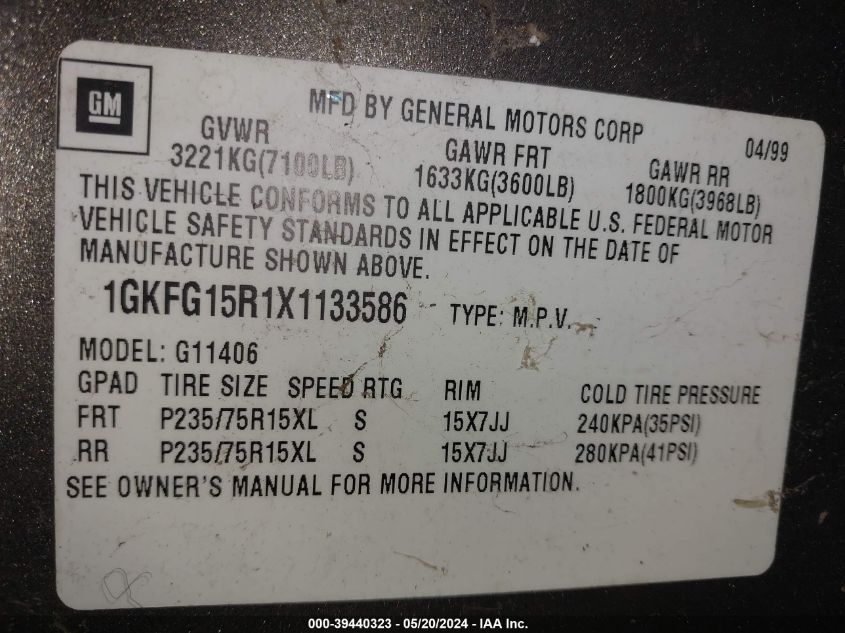 GM
MFD BY GENERAL MOTORS CORP 04/99
GVWR GAWR FRT GAWR RR
3221KG(7100LB) 1633KG(3600LB) 1800KG(3968LB)
THIS VEHICLE CONFORMS TO ALL APPLICABLE U.S. FEDERAL MOTOR
VEHICLE SAFETY STANDARDS IN EFFECT ON THE DATE OF
MANUFACTURE SHOWN ABOVE.
1GKFG15R1X1133586 TYPE: M.P.V.
MODEL: G11406
GPAD TIRE SIZE SPEED RTG RIM COLD TIRE PRESSURE
FRT P235/75R15XL S 15X7JJ 240KPA(35PSI)
RR P235/75R15XL S 15X7JJ 280KPA(41PSI)
SEE OWNER'S MANUAL FOR MORE INFORMATION.
000-39440323 - 05/20/2024 - IAA Inc.